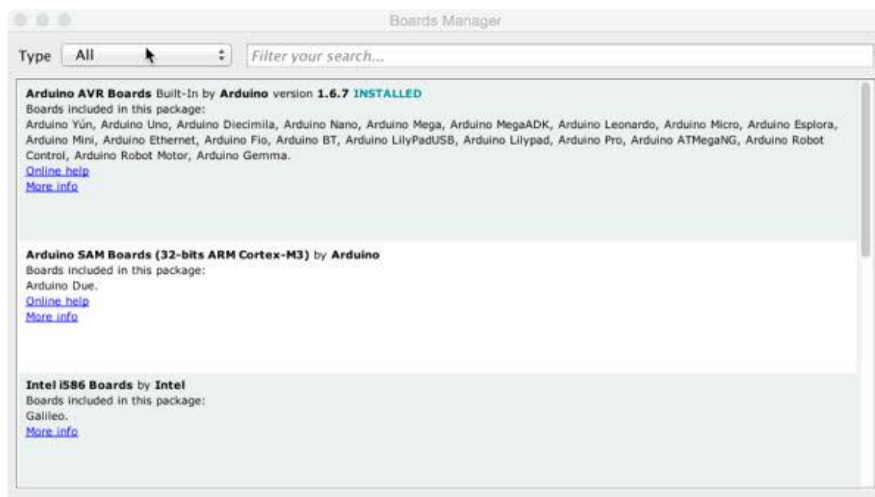 Boards Manager
Type All Filter your search...
Arduino AVR Boards Built-In by Arduino version 1.6.7 INSTALLED
Boards included in this package:
Arduino Yún, Arduino Uno, Arduino Diecimila, Arduino Nano, Arduino Mega, Arduino MegaADK, Arduino Leonardo, Arduino Micro, Arduino Esplora,
Arduino Mini, Arduino Ethernet, Arduino Fio, Arduino BT, Arduino LilyPadUSB, Arduino Lilypad, Arduino Pro, Arduino ATMegaNG, Arduino Robot
Control, Arduino Robot Motor, Arduino Gemma.
Online help
More info
Arduino SAM Boards (32-bits ARM Cortex-M3) by Arduino
Boards included in this package:
Arduino Due.
Online help
More info
Intel i586 Boards by Intel
Boards included in this package:
Galileo.
More info